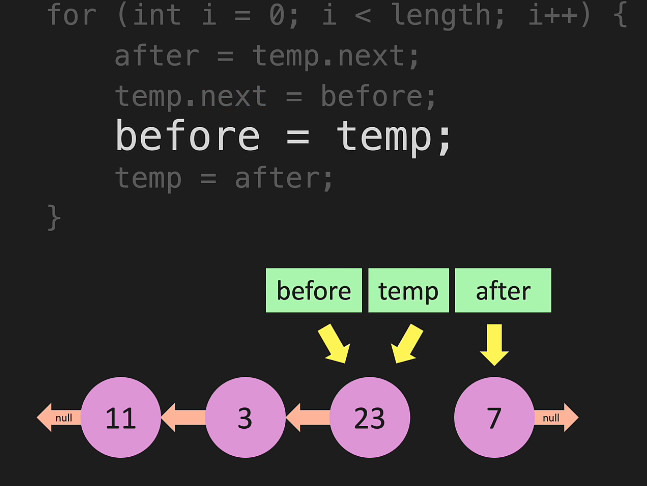 for (int i = 0; i < length; i++) {
after = temp.next;
temp.next = before;
before = temp;
temp = after;
}
before temp after
null 11 3 23 7 null